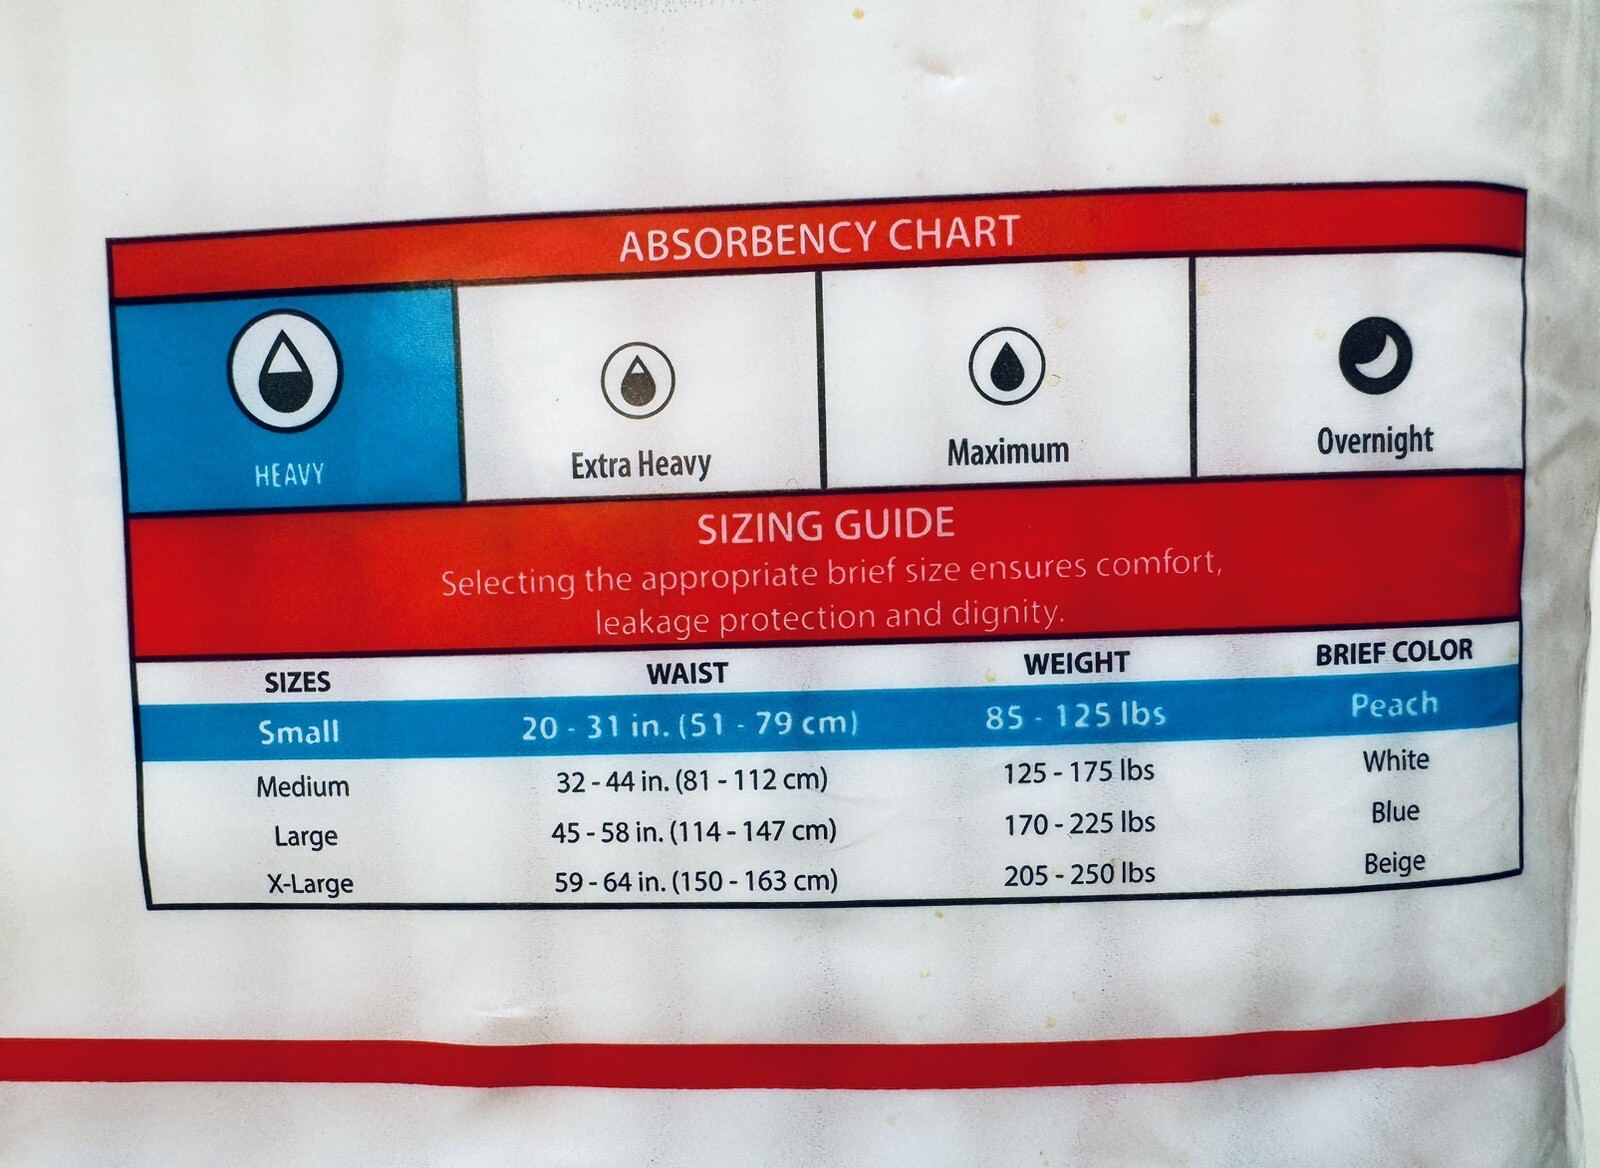 ABSORBENCY CHART
HEAVY Extra Heavy Maximum Overnight
SIZING GUIDE
Selecting the appropriate brief size ensures comfort,
leakage protection and dignity.
SIZES WAIST WEIGHT BRIEF COLOR
Small 20 - 31 in. (51 - 79 cm) 85 - 125 lbs Peach
Medium 32 - 44 in. (81 - 112 cm) 125 - 175 lbs White
Large 45 - 58 in. (114 - 147 cm) 170 - 225 lbs Blue
X-Large 59 - 64 in. (150 - 163 cm) 205 - 250 lbs Beige